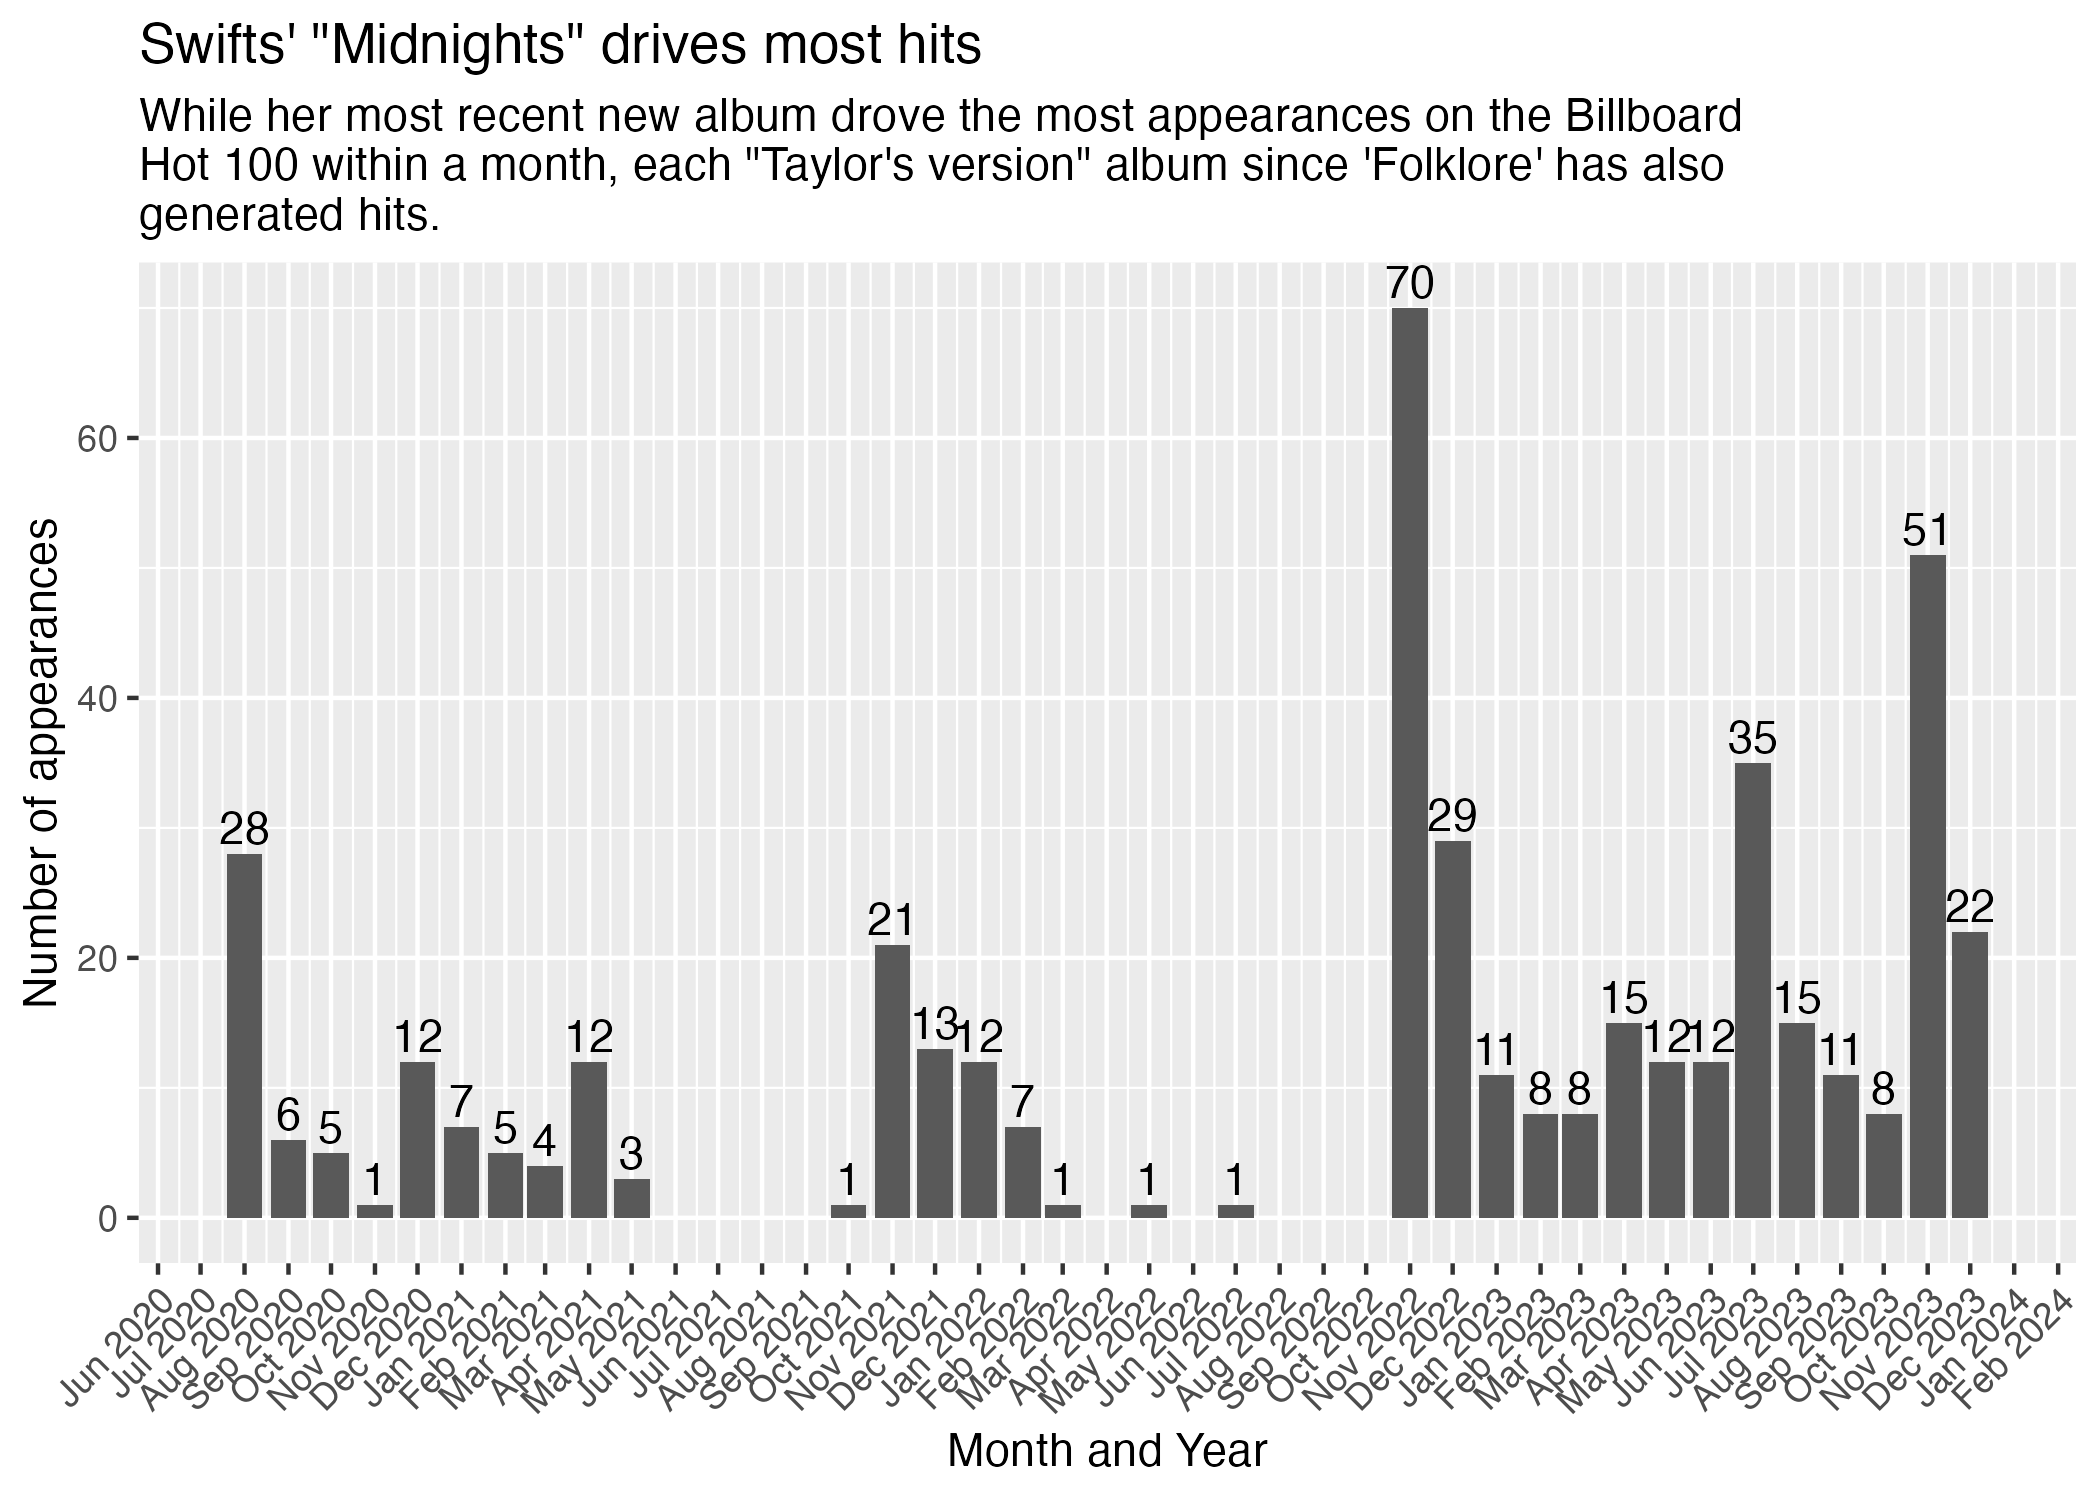 Swifts' "Midnights" drives most hits
While her most recent new album drove the most appearances on the Billboard
Hot 100 within a month, each "Taylor's version" album since 'Folklore' has also
generated hits.
Number of appearances
60
40
20
0
28
6
5
1
12
7
5
4
12
3
1
21
13
12
7
1
1
1
70
29
11
8
8
15
12
12
35
15
11
8
51
22
Jun 2020
Jul 2020
Aug 2020
Sep 2020
Oct 2020
Nov 2020
Dec 2020
Jan 2021
Feb 2021
Mar 2021
Apr 2021
May 2021
Jun 2021
Jul 2021
Aug 2021
Sep 2021
Oct 2021
Nov 2021
Dec 2021
Jan 2022
Feb 2022
Mar 2022
Apr 2022
May 2022
Jun 2022
Jul 2022
Aug 2022
Sep 2022
Oct 2022
Nov 2022
Dec 2022
Jan 2023
Feb 2023
Mar 2023
Apr 2023
May 2023
Jun 2023
Jul 2023
Aug 2023
Sep 2023
Oct 2023
Nov 2023
Dec 2023
Jan 2024
Feb 2024
Month and Year